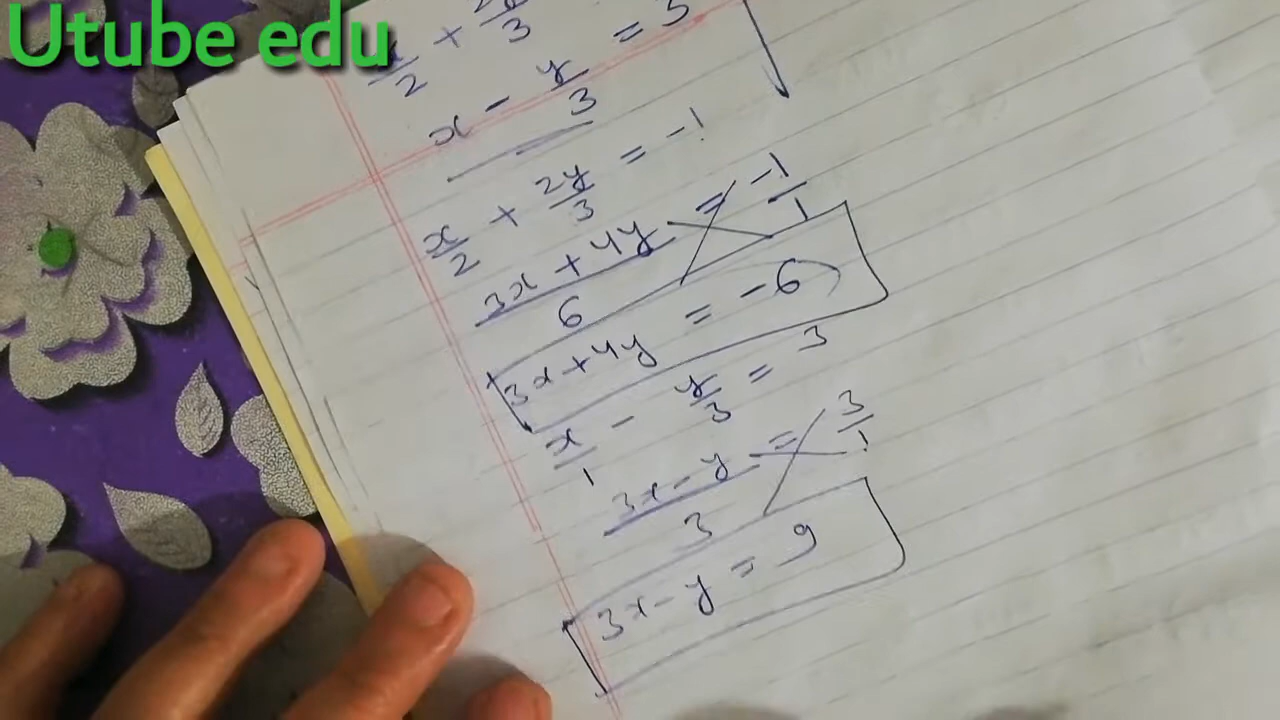 Utube edu
x/2 + 2y/3
x - y/3 = 3
x/2 + 2y/3 = -1
3x + 4y/6 = -1/1
3x + 4y = -6
x/1 - y/3 = 3
3x - y/3 = 3/1
3x - y = 9